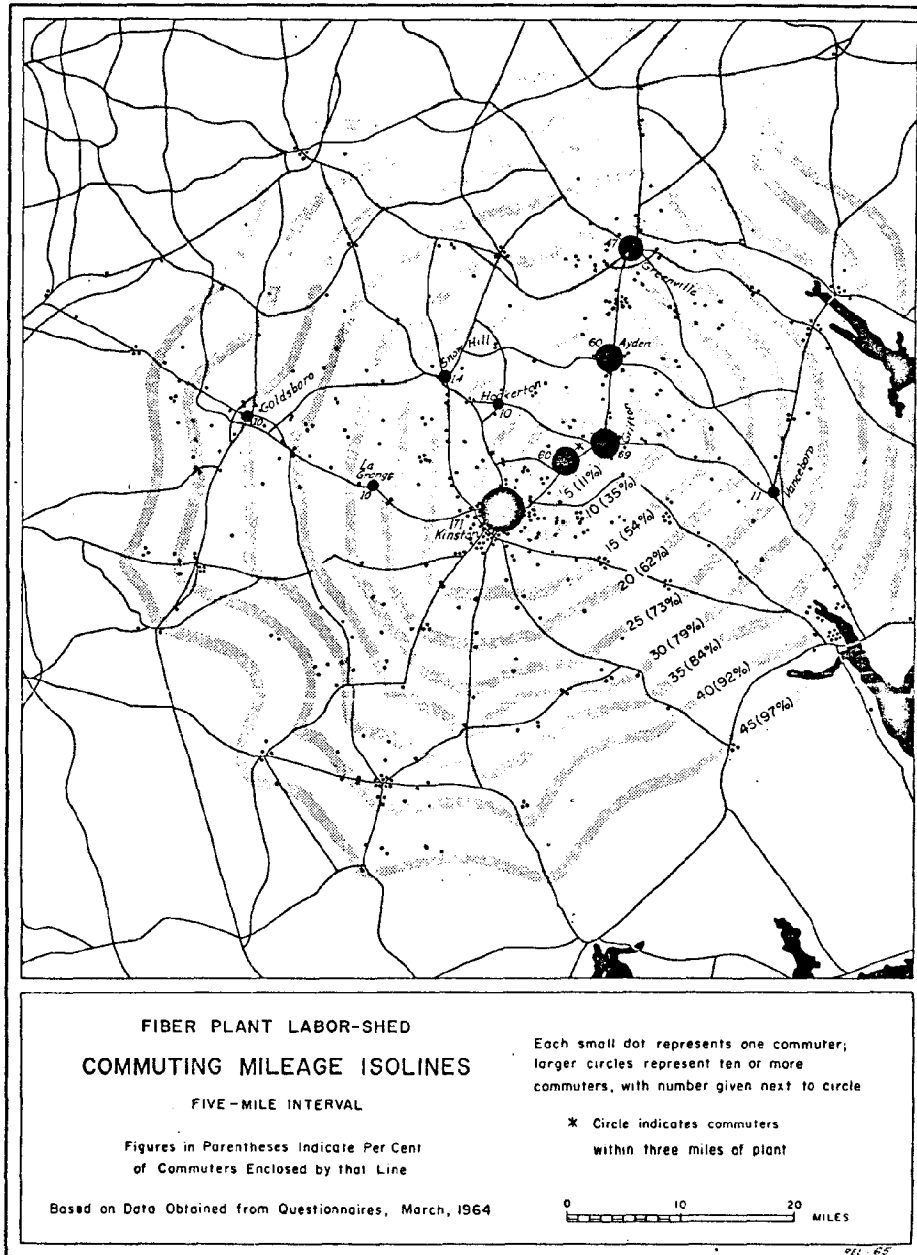 47
Greenville
60
Ayden
Snow Hill
14
Hookerton
10
Goldsboro
10
Grifton
69
60
La
Grange
10
Vanceboro
11
171
Kinston
5 (11%)
10 (35%)
15 (54%)
20 (62%)
25 (73%)
30 (79%)
35 (84%)
40 (92%)
45 (97%)
FIBER PLANT LABOR-SHED
COMMUTING MILEAGE ISOLINES
FIVE-MILE INTERVAL
Figures in Parentheses Indicate Per Cent
of Commuters Enclosed by that Line
Based on Data Obtained from Questionnaires, March, 1964
Each small dot represents one commuter;
larger circles represent ten or more
commuters, with number given next to circle
* Circle indicates commuters
within three miles of plant
0 10 20
MILES